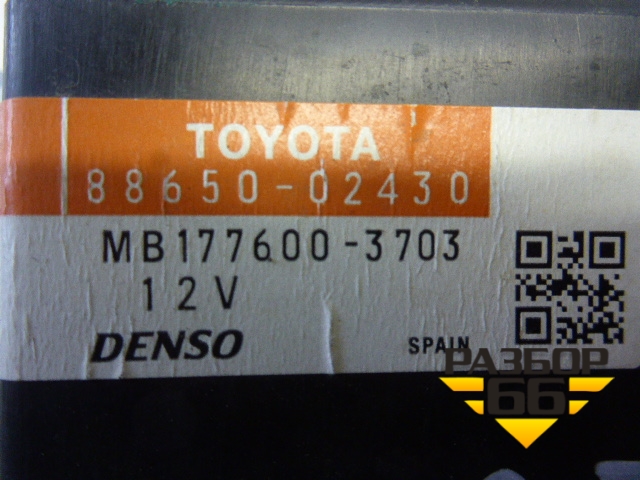 TOYOTA
88650-02430
MB177600-3703
12V
DENSO
SPAIN
РАЗБОР
66